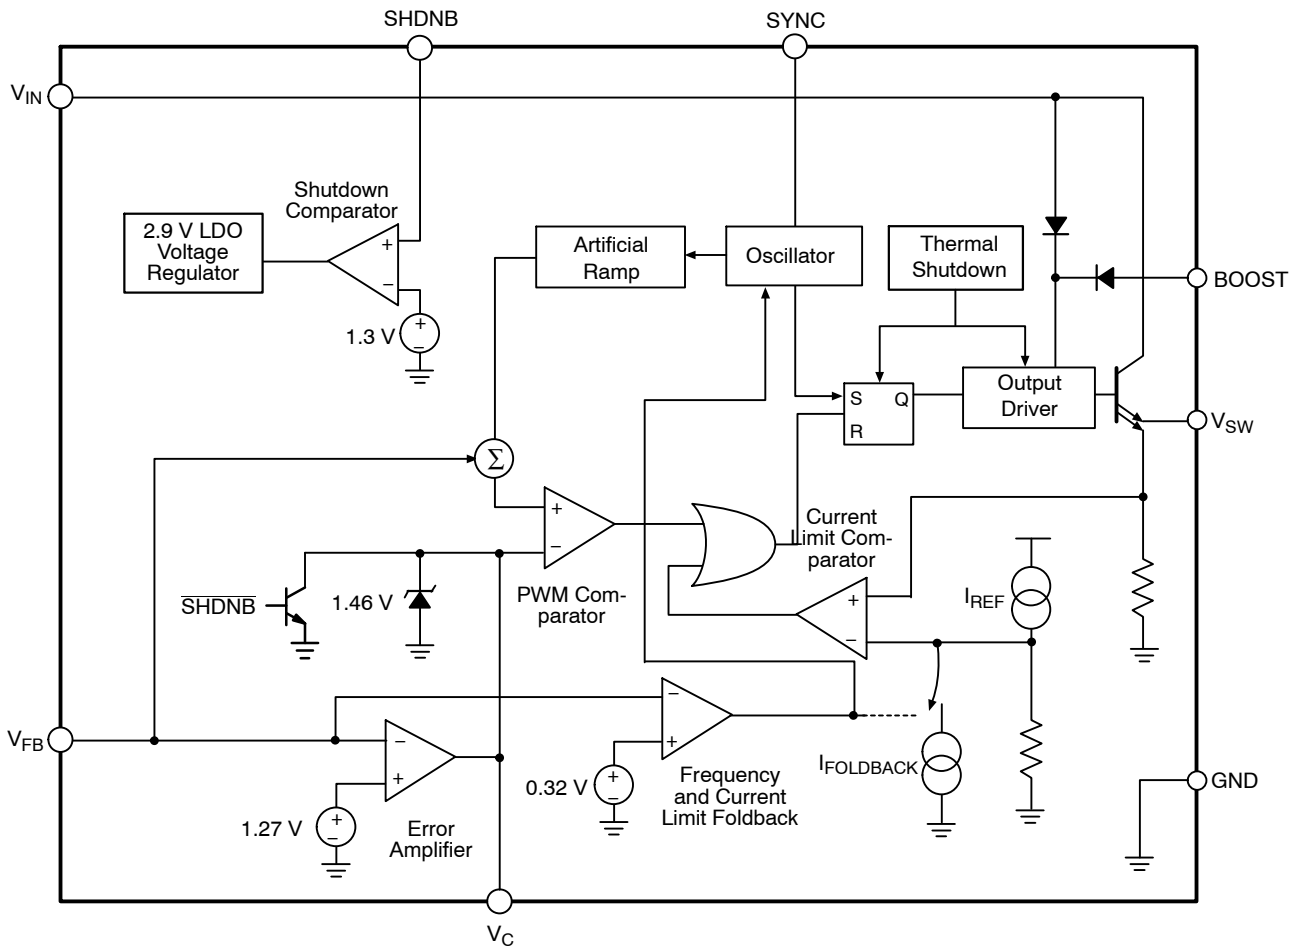 SHDNB
SYNC
V_IN
Shutdown
Comparator
2.9 V LDO
Voltage
Regulator
+
−
1.3 V
+
−
Artificial
Ramp
Oscillator
Thermal
Shutdown
BOOST
S
Q
R
Output
Driver
V_SW
Σ
+
−
PWM Com-
parator
Current
Limit Com-
parator
+
−
I_REF
SHDNB
1.46 V
V_FB
−
+
1.27 V
+
−
Error
Amplifier
−
+
0.32 V
+
−
Frequency
and Current
Limit Foldback
I_FOLDBACK
GND
V_C